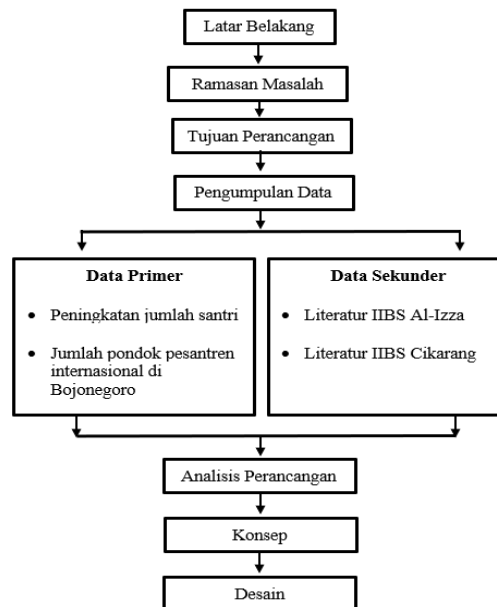 Latar Belakang
Ramasan Masalah
Tujuan Perancangan
Pengumpulan Data
Data Primer
• Peningkatan jumlah santri
• Jumlah pondok pesantren
internasional di
Bojonegoro
Data Sekunder
• Literatur IIBS Al-Izza
• Literatur IIBS Cikarang
Analisis Perancangan
Konsep
Desain